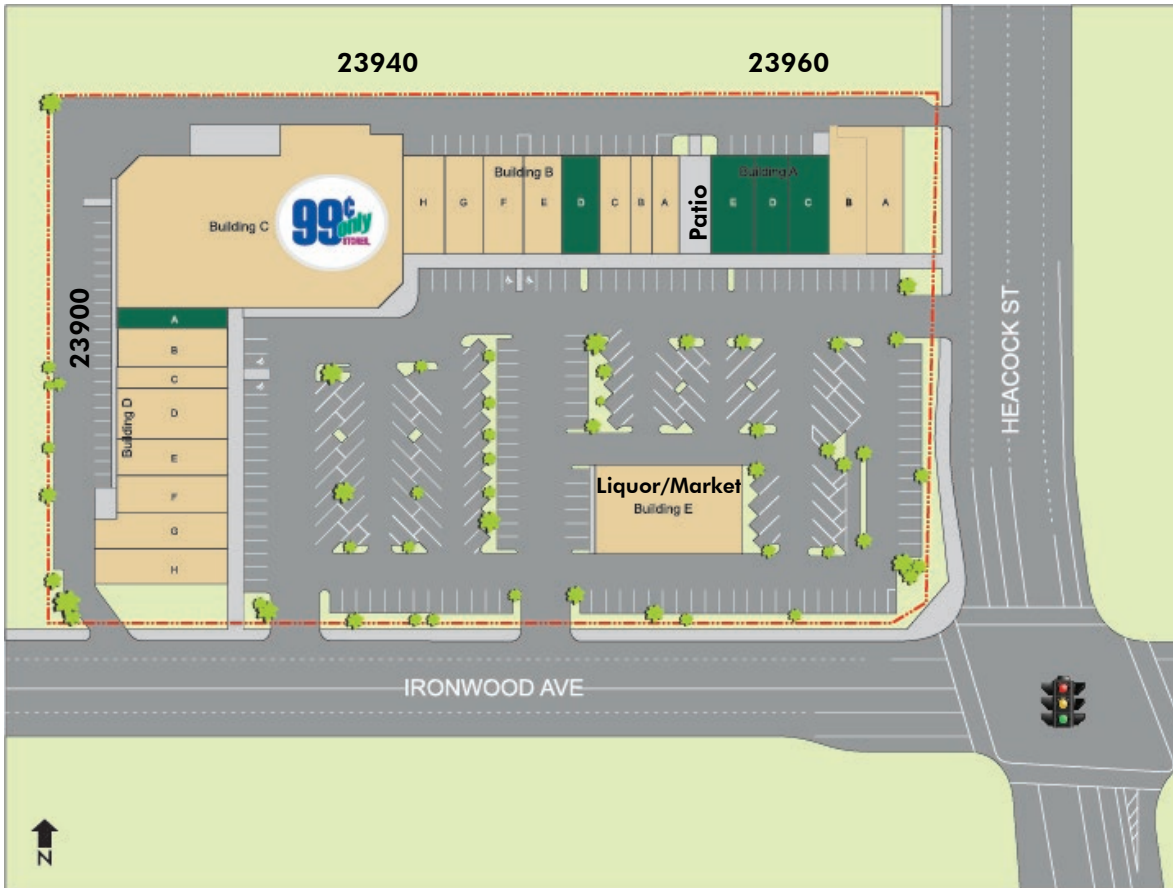 23940
23960
Building B
Building A
H
G
F
E
D
C
B
A
Patio
E
D
C
B
A
Building C
99¢
only
STORES.
23900
A
B
C
D
E
F
G
H
Building D
Liquor/Market
Building E
HEACOCK ST
IRONWOOD AVE
N